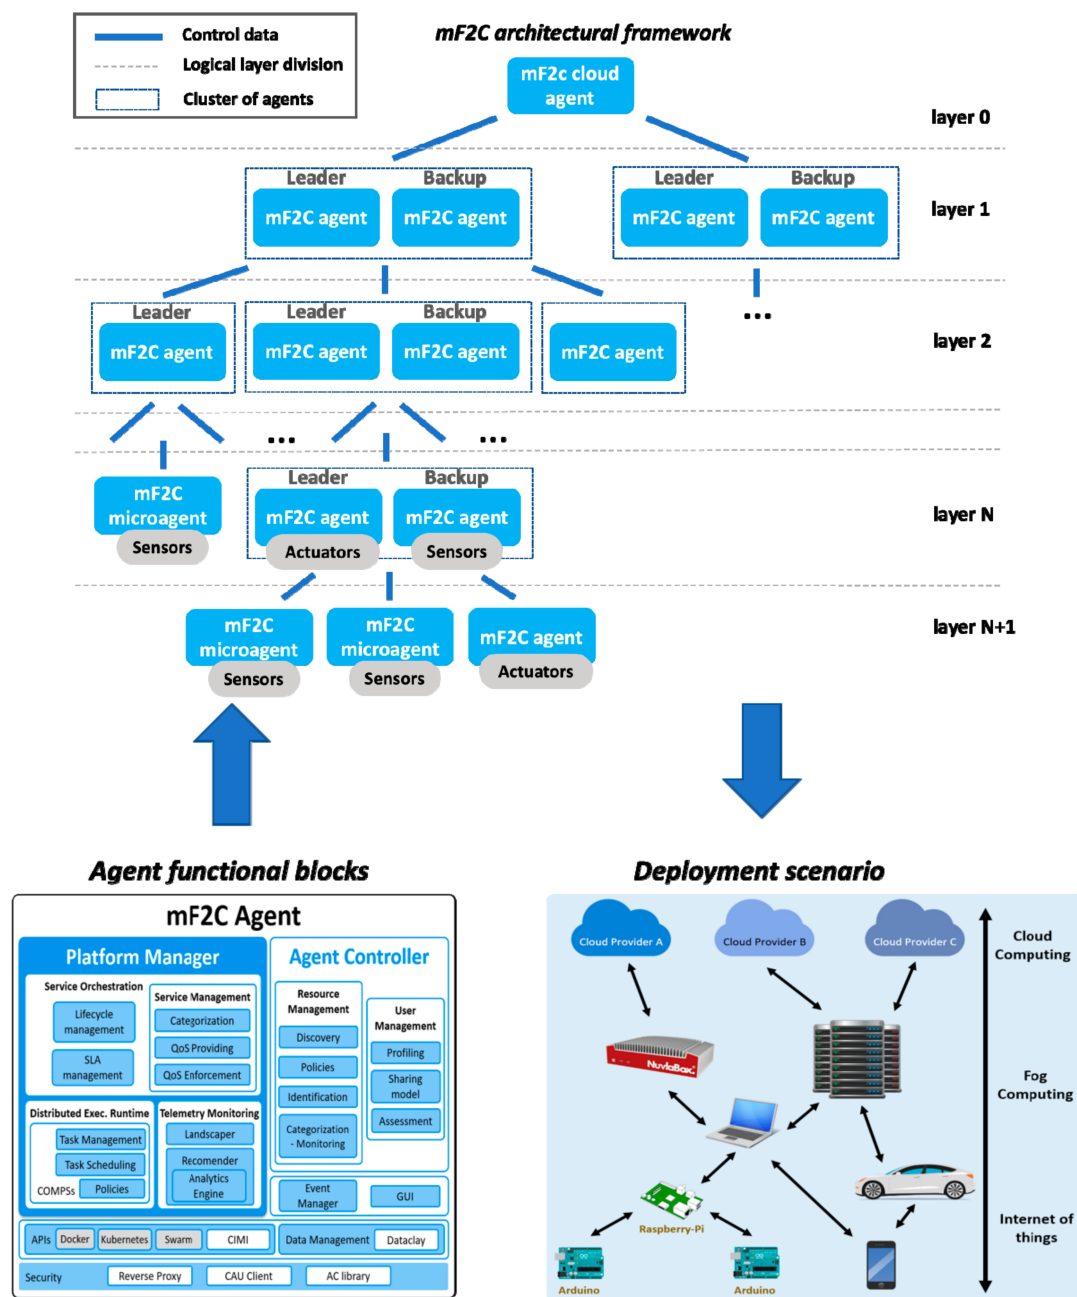 Control data
Logical layer division
Cluster of agents
mF2C architectural framework
mF2c cloud
agent
layer 0
Leader Backup Leader Backup
mF2C agent mF2C agent mF2C agent mF2C agent
layer 1
...
Leader Leader Backup
mF2C agent mF2C agent mF2C agent mF2C agent
layer 2
... ...
Leader Backup
mF2C
microagent
Sensors
mF2C agent mF2C agent
Actuators Sensors
layer N
mF2C
microagent
Sensors
mF2C
microagent
Sensors
mF2C agent
Actuators
layer N+1
Agent functional blocks
mF2C Agent
Platform Manager
Service Orchestration
Lifecycle
management
SLA
management
Service Management
Categorization
QoS Providing
QoS Enforcement
Distributed Exec. Runtime
Task Management
Task Scheduling
COMPSs
Policies
Telemetry Monitoring
Landscaper
Recomender
Analytics
Engine
Agent Controller
Resource
Management
Discovery
Policies
Identification
Categorization
- Monitoring
User
Management
Profiling
Sharing
model
Assessment
Event
Manager
GUI
APIs Docker Kubernetes Swarm CIMI
Data Management Dataclay
Security Reverse Proxy CAU Client AC library
Deployment scenario
Cloud Provider A
Cloud Provider B
Cloud Provider C
Cloud
Computing
NuvlaBox
Fog
Computing
Raspberry-Pi
Internet of
things
Arduino
Arduino